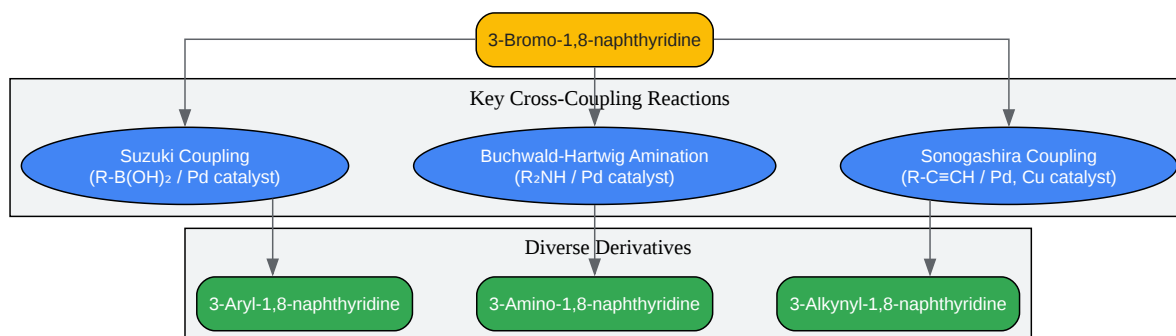 3-Bromo-1,8-naphthyridine
Key Cross-Coupling Reactions
Suzuki Coupling
(R-B(OH)₂ / Pd catalyst)
Buchwald-Hartwig Amination
(R₂NH / Pd catalyst)
Sonogashira Coupling
(R-C≡CH / Pd, Cu catalyst)
Diverse Derivatives
3-Aryl-1,8-naphthyridine
3-Amino-1,8-naphthyridine
3-Alkynyl-1,8-naphthyridine